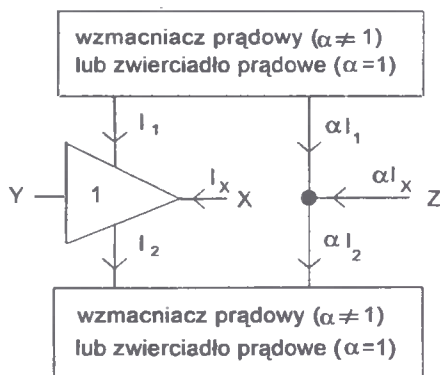 wzmacniacz prądowy (α≠1)
lub zwierciadło prądowe (α=1)
I₁
αI₁
Y
1
Iₓ
X
αIₓ
Z
I₂
αI₂
wzmacniacz prądowy (α≠1)
lub zwierciadło prądowe (α=1)